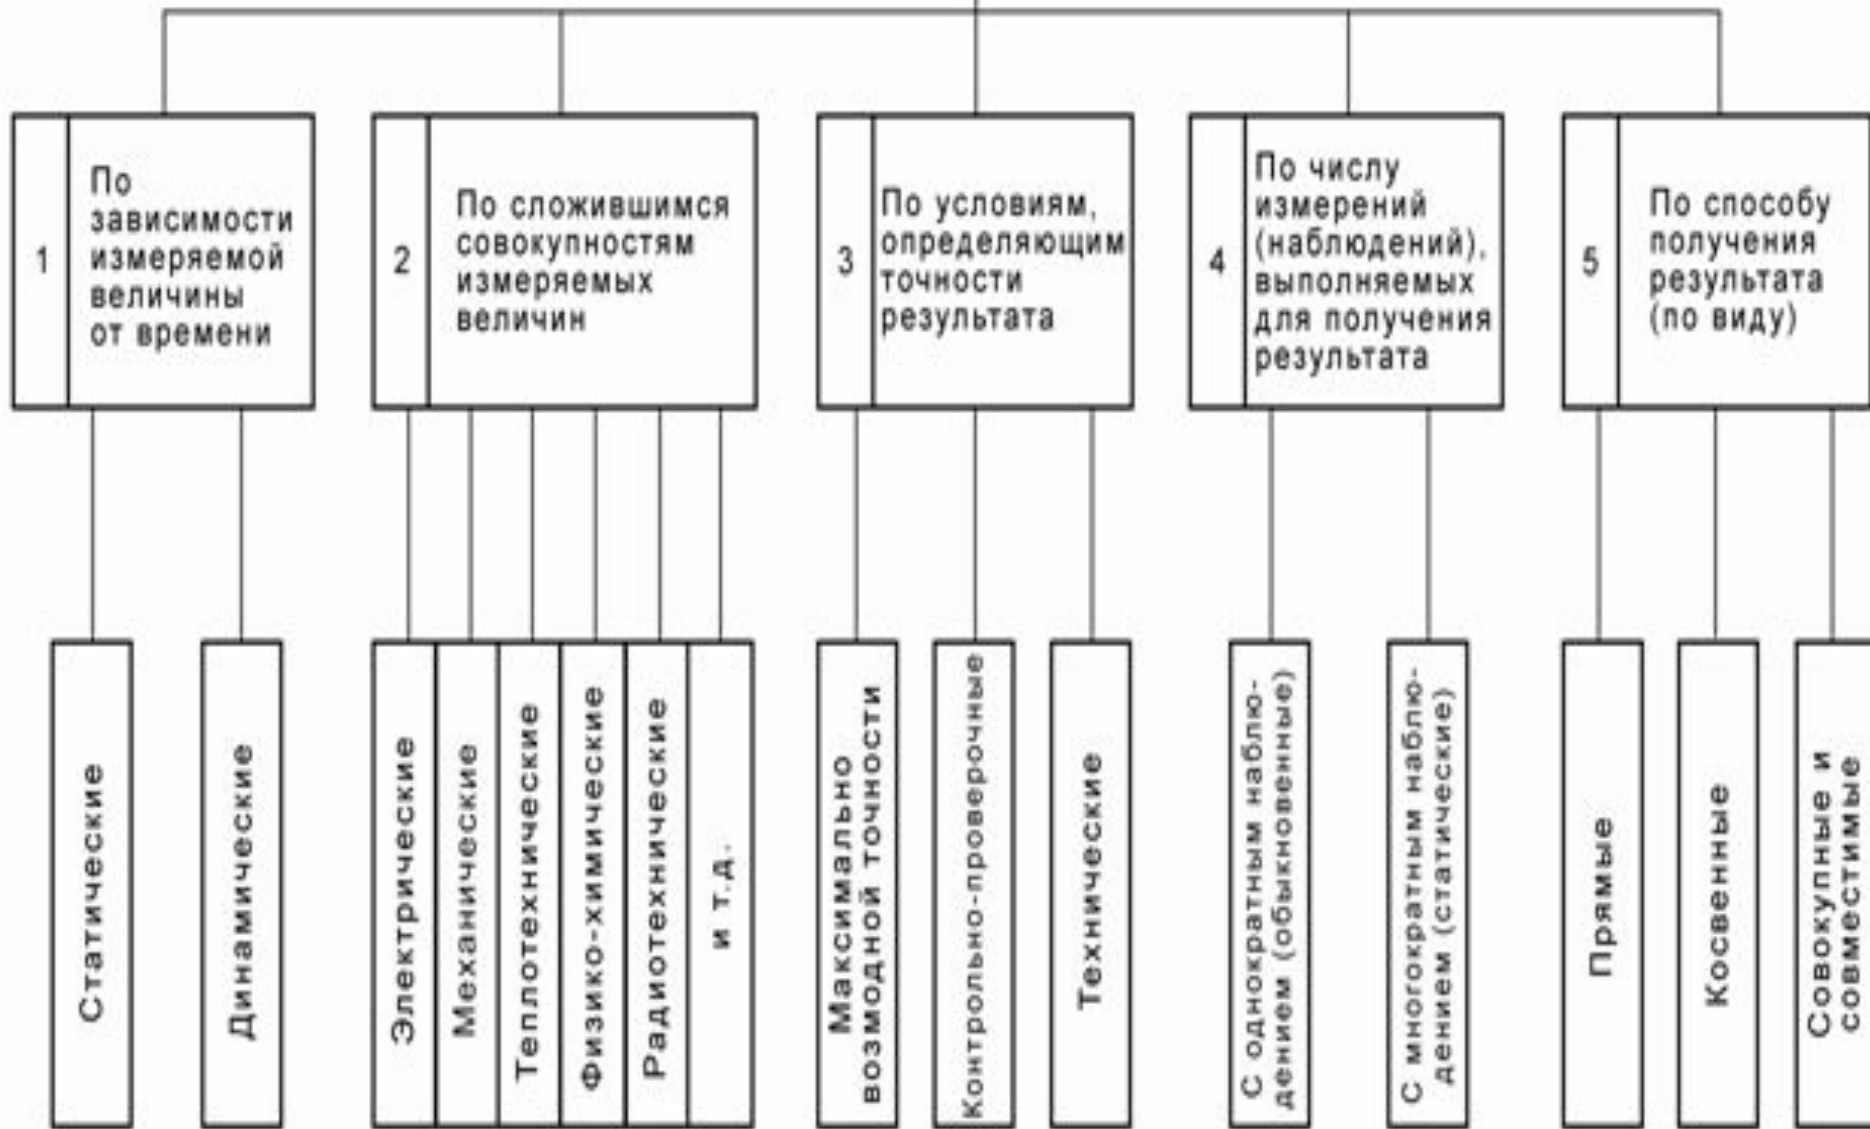 1
По
зависимости
измеряемой
величины
от времени
2
По сложившимся
совокупностям
измеряемых
величин
3
По условиям,
определяющим
точности
результата
4
По числу
измерений
(наблюдений),
выполняемых
для получения
результата
5
По способу
получения
результата
(по виду)
Статические
Динамические
Электрические
Механические
Теплотехнические
Физико-химические
Радиотехнические
и т.д.
Максимально
возмодной точности
Контрольно-проверочные
Технические
С однократным наблю-
дением (обыкновенные)
С многократным наблю-
дением (статические)
Прямые
Косвенные
Совокупные и
совместимые